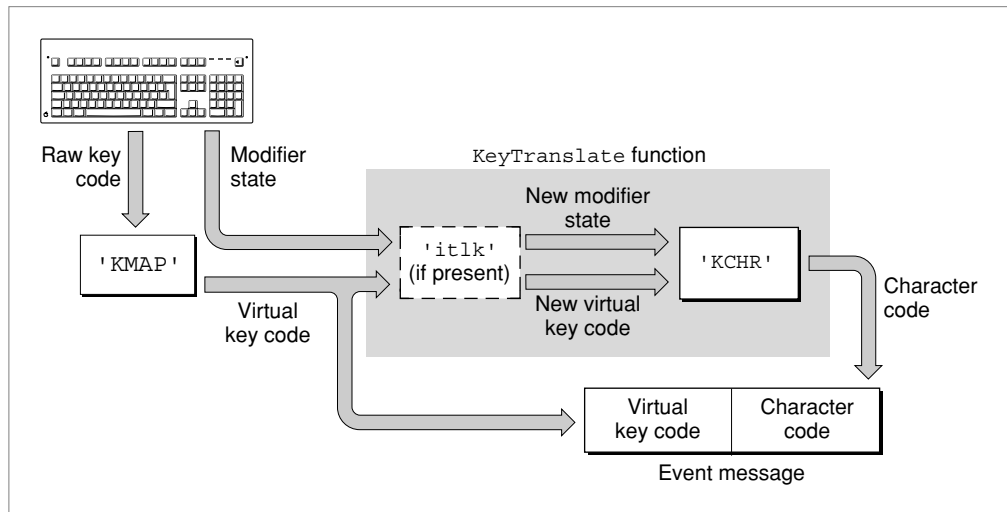 KeyTranslate function
Raw key
code
Modifier
state
New modifier
state
'KMAP'
'itlk'
(if present)
'KCHR'
Virtual
key code
New virtual
key code
Character
code
Virtual
key code
Character
code
Event message